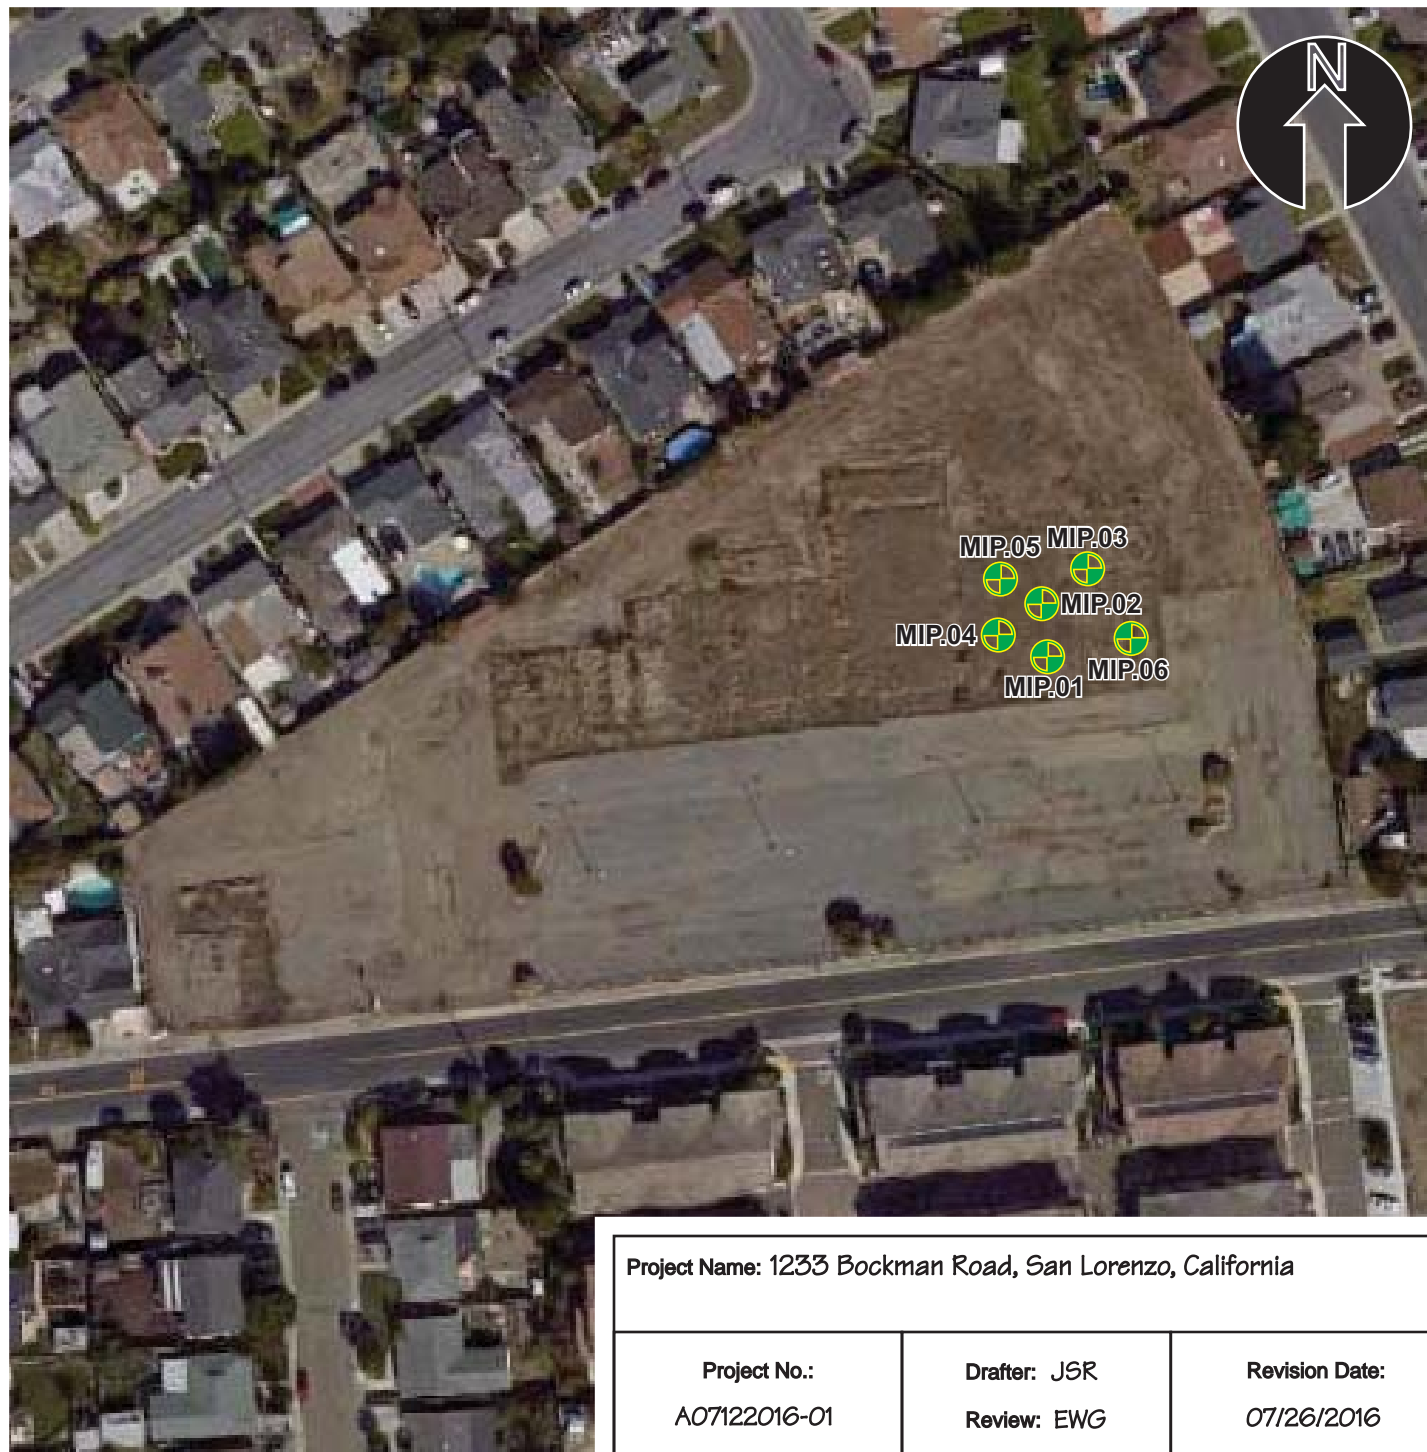 N
MIP.05 MIP.03
MIP.02
MIP.04
MIP.06
MIP.01
Project Name: 1233 Bockman Road, San Lorenzo, California
Project No.:
A07122016-01
Drafter: JSR
Review: EWG
Revision Date:
07/26/2016